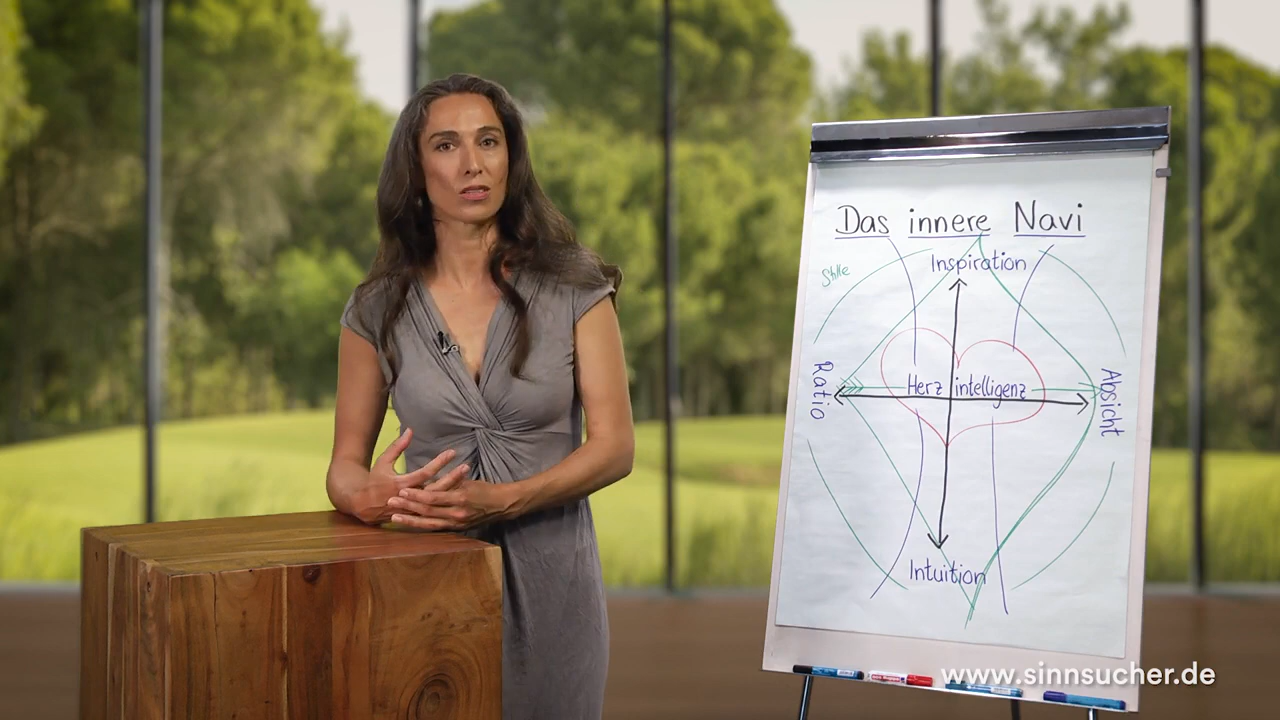 Das innere Navi
Stille
Inspiration
Ratio
Herzintelligenz
Absicht
Intuition
www.sinnsucher.de